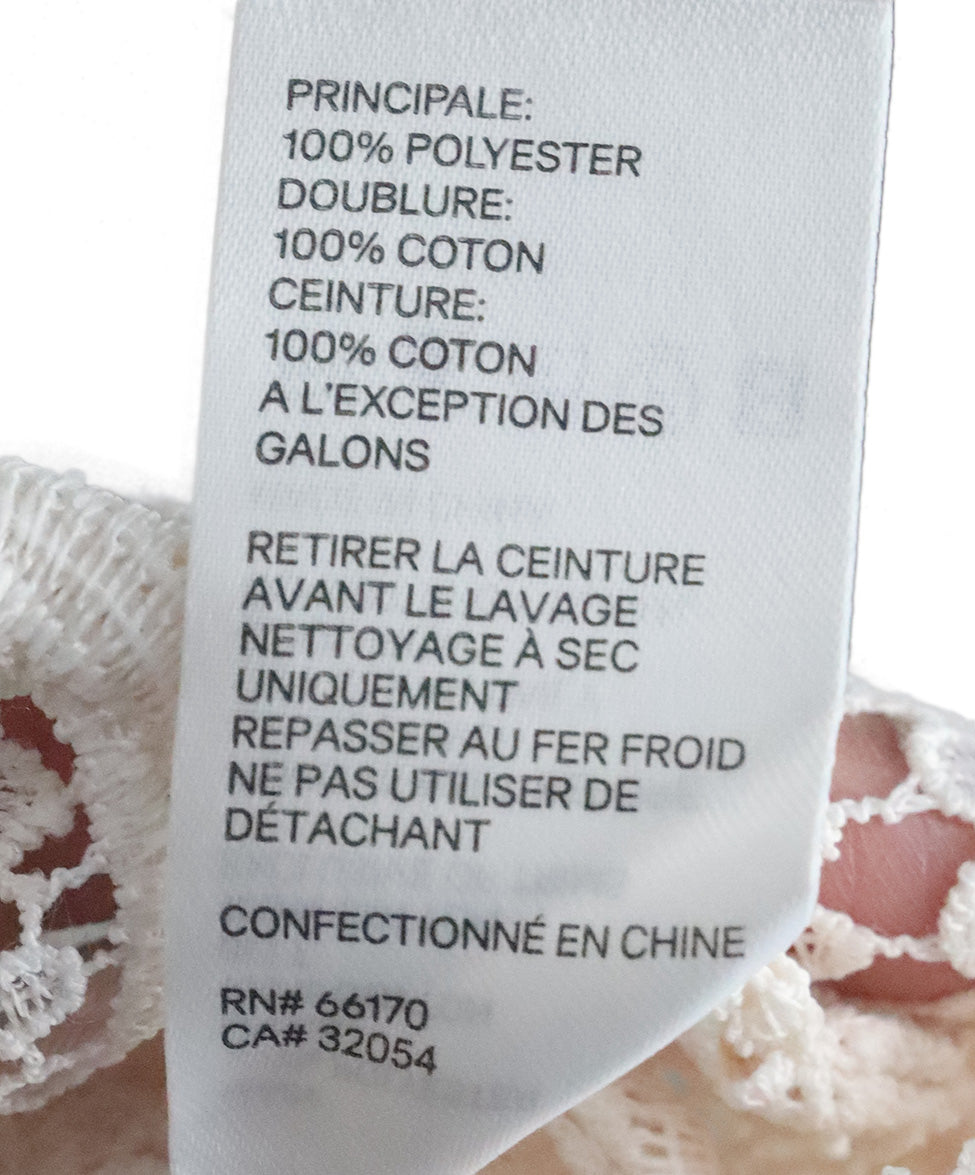 PRINCIPALE:
100% POLYESTER
DOUBLURE:
100% COTON
CEINTURE:
100% COTON
A L'EXCEPTION DES
GALONS
RETIRER LA CEINTURE
AVANT LE LAVAGE
NETTOYAGE À SEC
UNIQUEMENT
REPASSER AU FER FROID
NE PAS UTILISER DE
DÉTACHANT
CONFECTIONNÉ EN CHINE
RN# 66170
CA# 32054